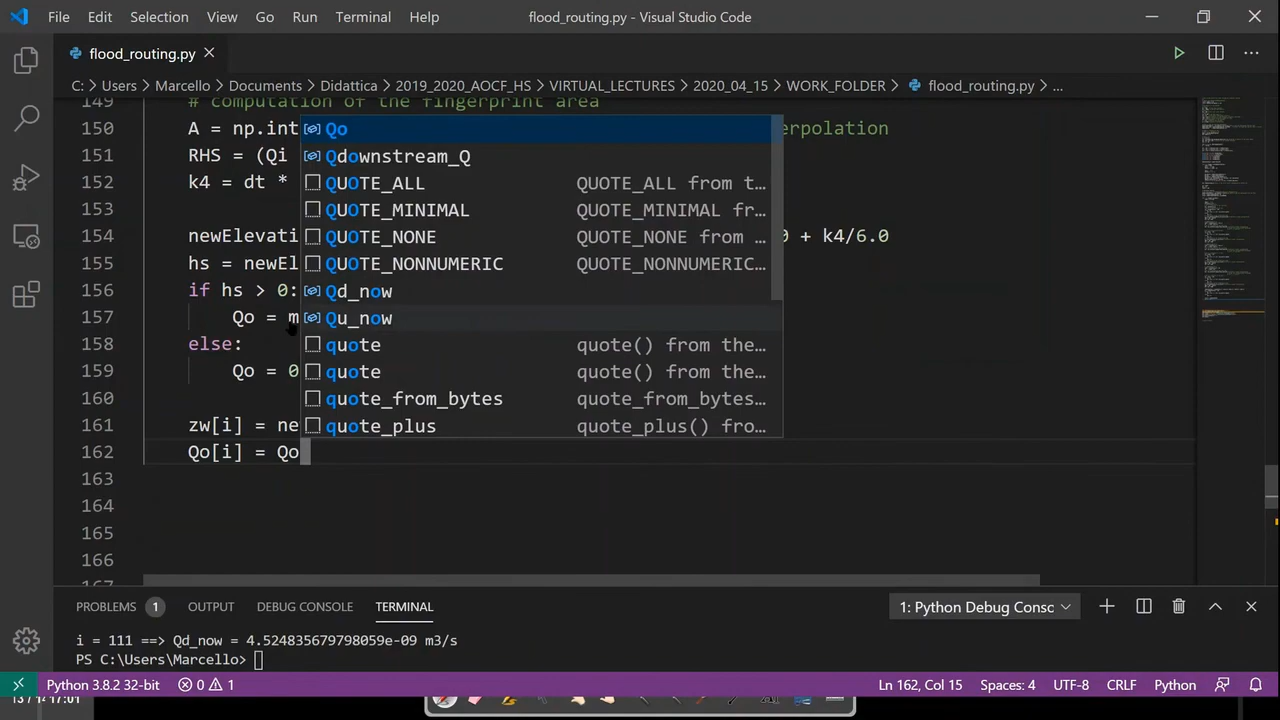 File Edit Selection View Go Run Terminal Help flood_routing.py - Visual Studio Code
flood_routing.py
C: > Users > Marcello > Documents > Didattica > 2019_2020_AOCF_HS > VIRTUAL_LECTURES > 2020_04_15 > WORK_FOLDER > flood_routing.py > ...
149 # computation of the fingerprint area
150 A = np.int erpolation
151 RHS = (Qi
152 k4 = dt *
153
154 newElevati 0 + k4/6.0
155 hs = newEl
156 if hs > 0:
157 Qo = m
158 else:
159 Qo = 0
160
161 zw[i] = ne
162 Qo[i] = Qo
163
164
165
166
167
Qo
Qdownstream_Q
QUOTE_ALL QUOTE_ALL from t…
QUOTE_MINIMAL QUOTE_MINIMAL fr…
QUOTE_NONE QUOTE_NONE from …
QUOTE_NONNUMERIC QUOTE_NONNUMERIC…
Qd_now
Qu_now
quote quote() from the…
quote quote() from the…
quote_from_bytes quote_from_bytes…
quote_plus quote_plus() fro…
PROBLEMS 1 OUTPUT DEBUG CONSOLE TERMINAL 1: Python Debug Consc
i = 111 ==> Qd_now = 4.524835679798059e-09 m3/s
PS C:\Users\Marcello>
Python 3.8.2 32-bit 0 1 Ln 162, Col 15 Spaces: 4 UTF-8 CRLF Python